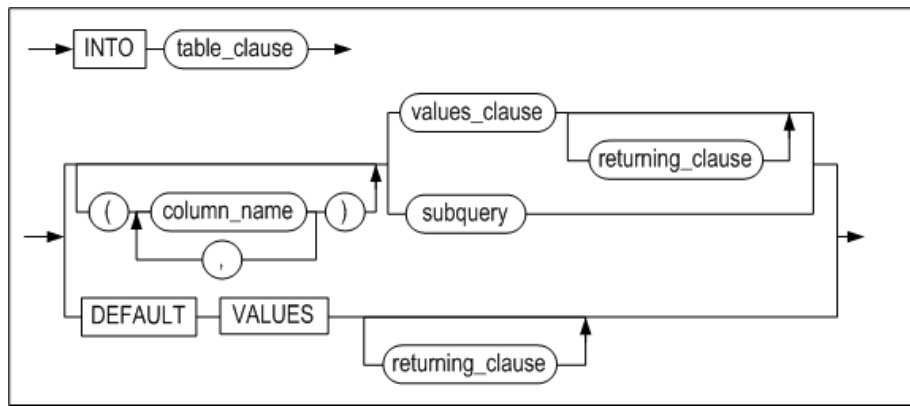 INTO table_clause
values_clause
returning_clause
( column_name )
,
subquery
DEFAULT VALUES
returning_clause